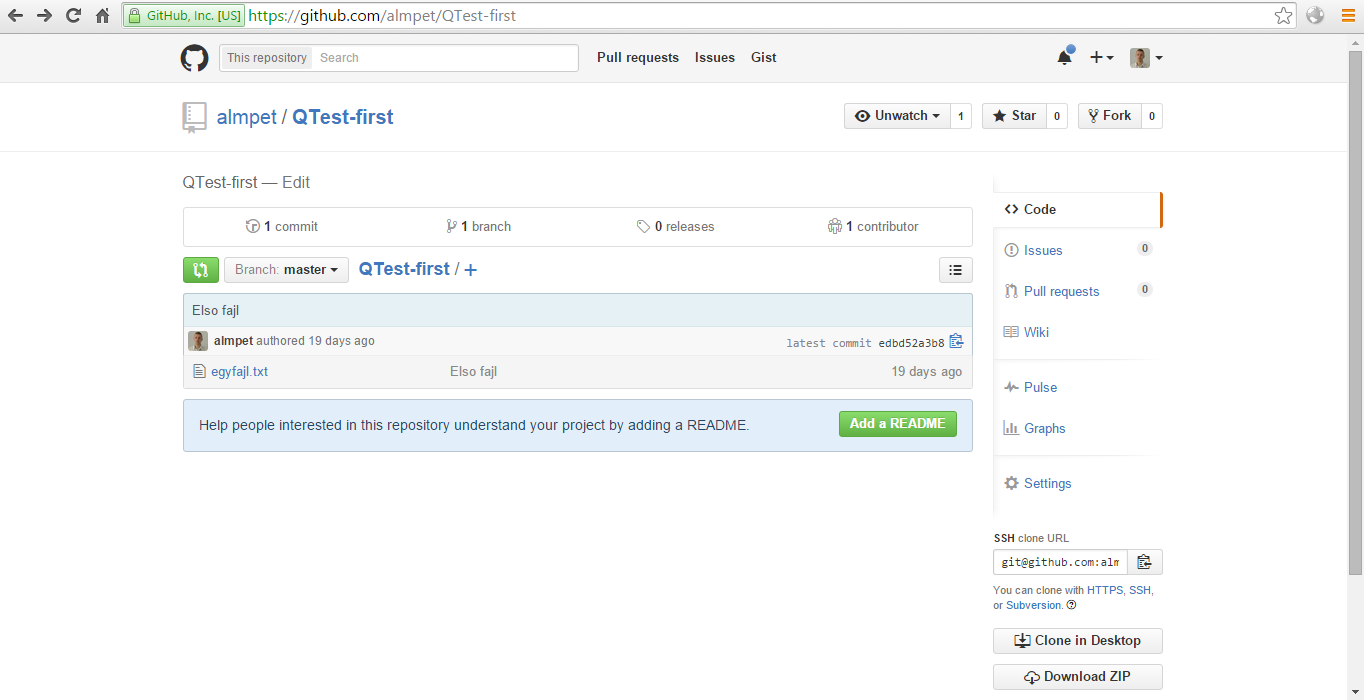 GitHub, Inc. [US] https://github.com/almpet/QTest-first
This repository Search Pull requests Issues Gist
almpet / QTest-first Unwatch 1 Star 0 Fork 0
QTest-first — Edit
1 commit 1 branch 0 releases 1 contributor
Branch: master QTest-first / +
Elso fajl
almpet authored 19 days ago latest commit edbd52a3b8
egyfajl.txt Elso fajl 19 days ago
Help people interested in this repository understand your project by adding a README. Add a README
Code
Issues 0
Pull requests 0
Wiki
Pulse
Graphs
Settings
SSH clone URL
git@github.com:alm
You can clone with HTTPS, SSH,
or Subversion.
Clone in Desktop
Download ZIP